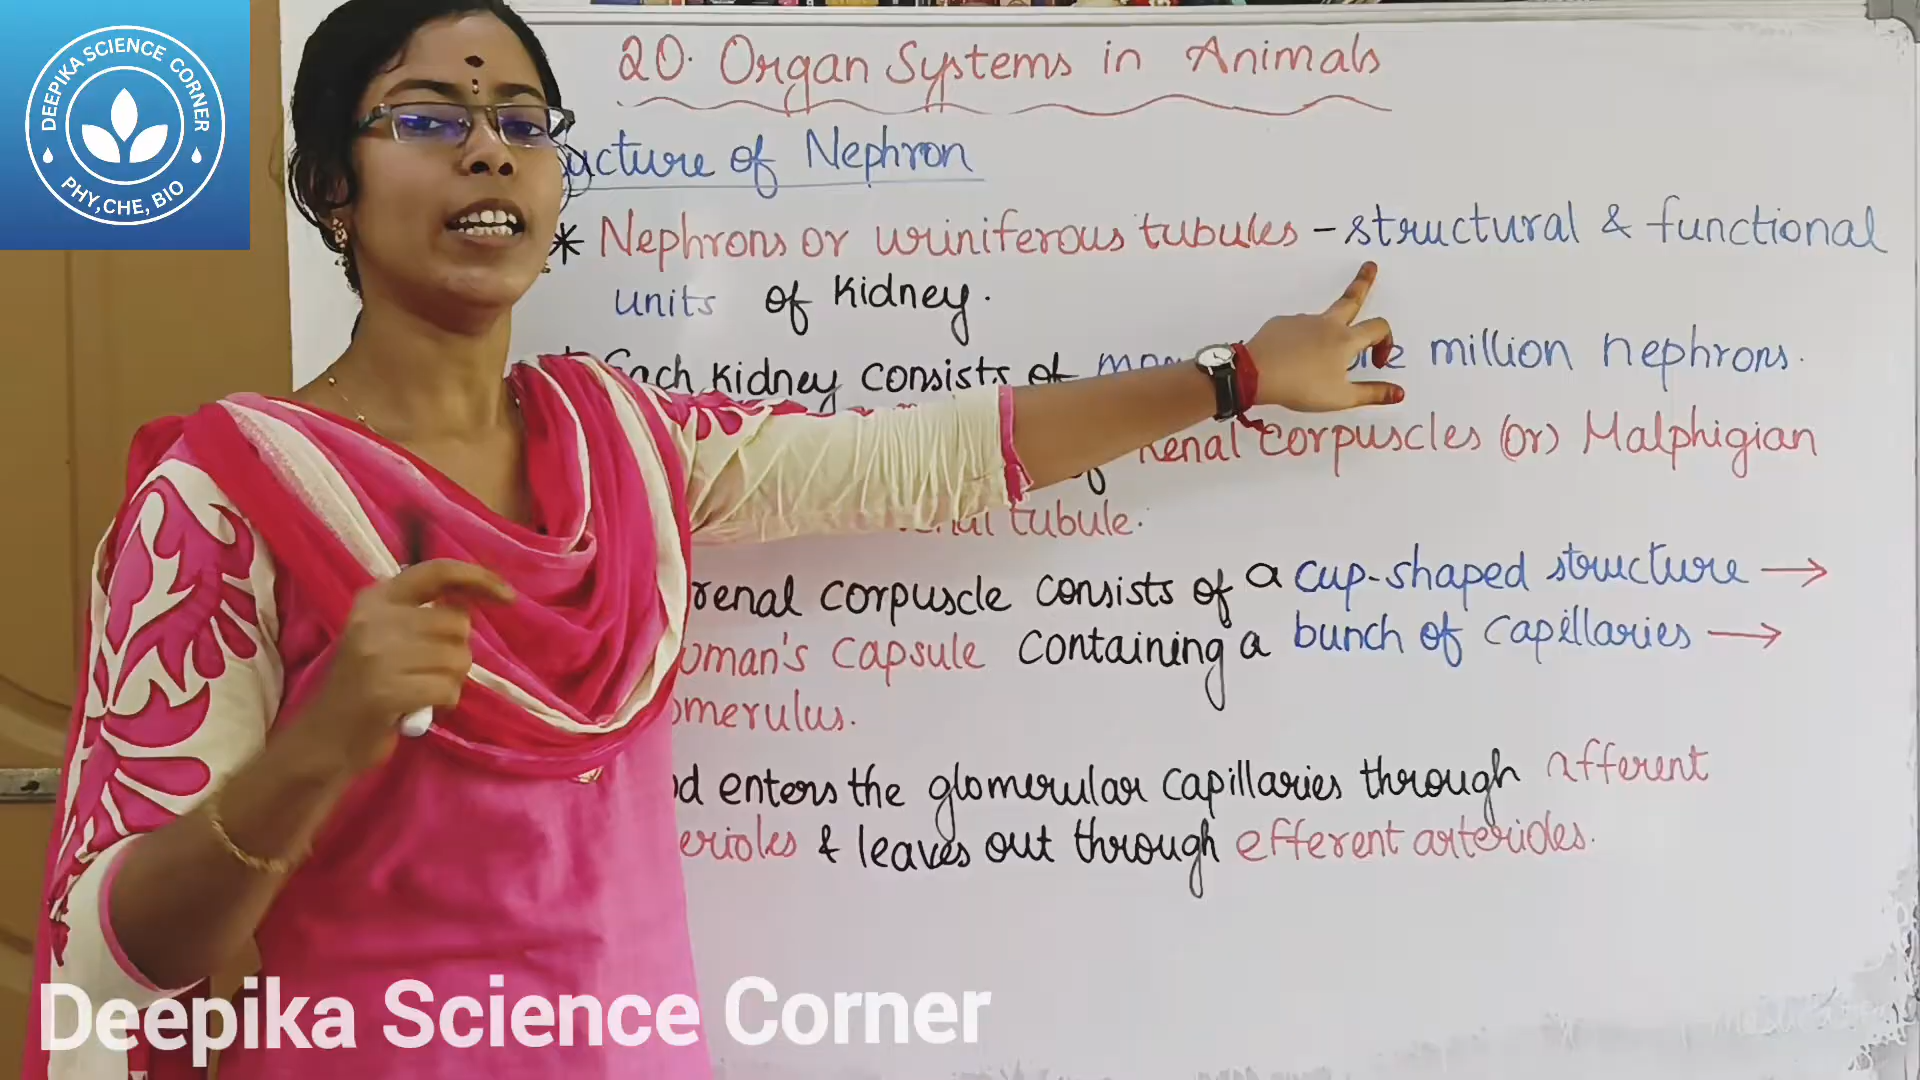 DEEPIKA SCIENCE CORNER
PHY, CHE, BIO
20. Organ Systems in Animals
ucture of Nephron
* Nephrons or uriniferous tubules - structural & functional
units of kidney.
Each kidney consists of million nephrons.
Renal corpuscles (or) Malphigian
tubule.
renal corpuscle consists of a cup-shaped structure →
oman's capsule containing a bunch of capillaries →
omerulus.
enters the glomerular capillaries through afferent
erioles & leaves out through efferent arterioles.
Deepika Science Corner